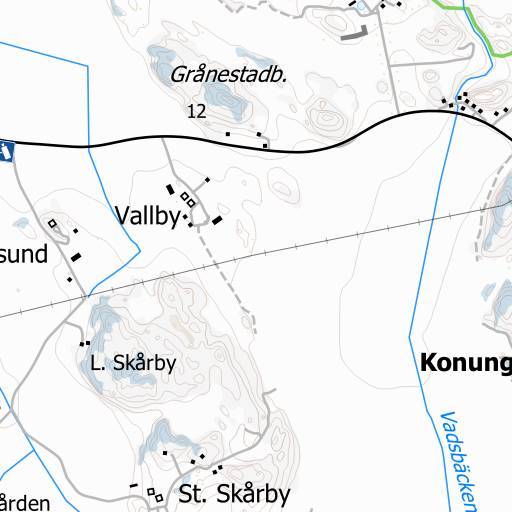 Grånestadb.
12
Vallby
sund
L. Skårby
Konung
Vadsbäcken
St. Skårby
ården